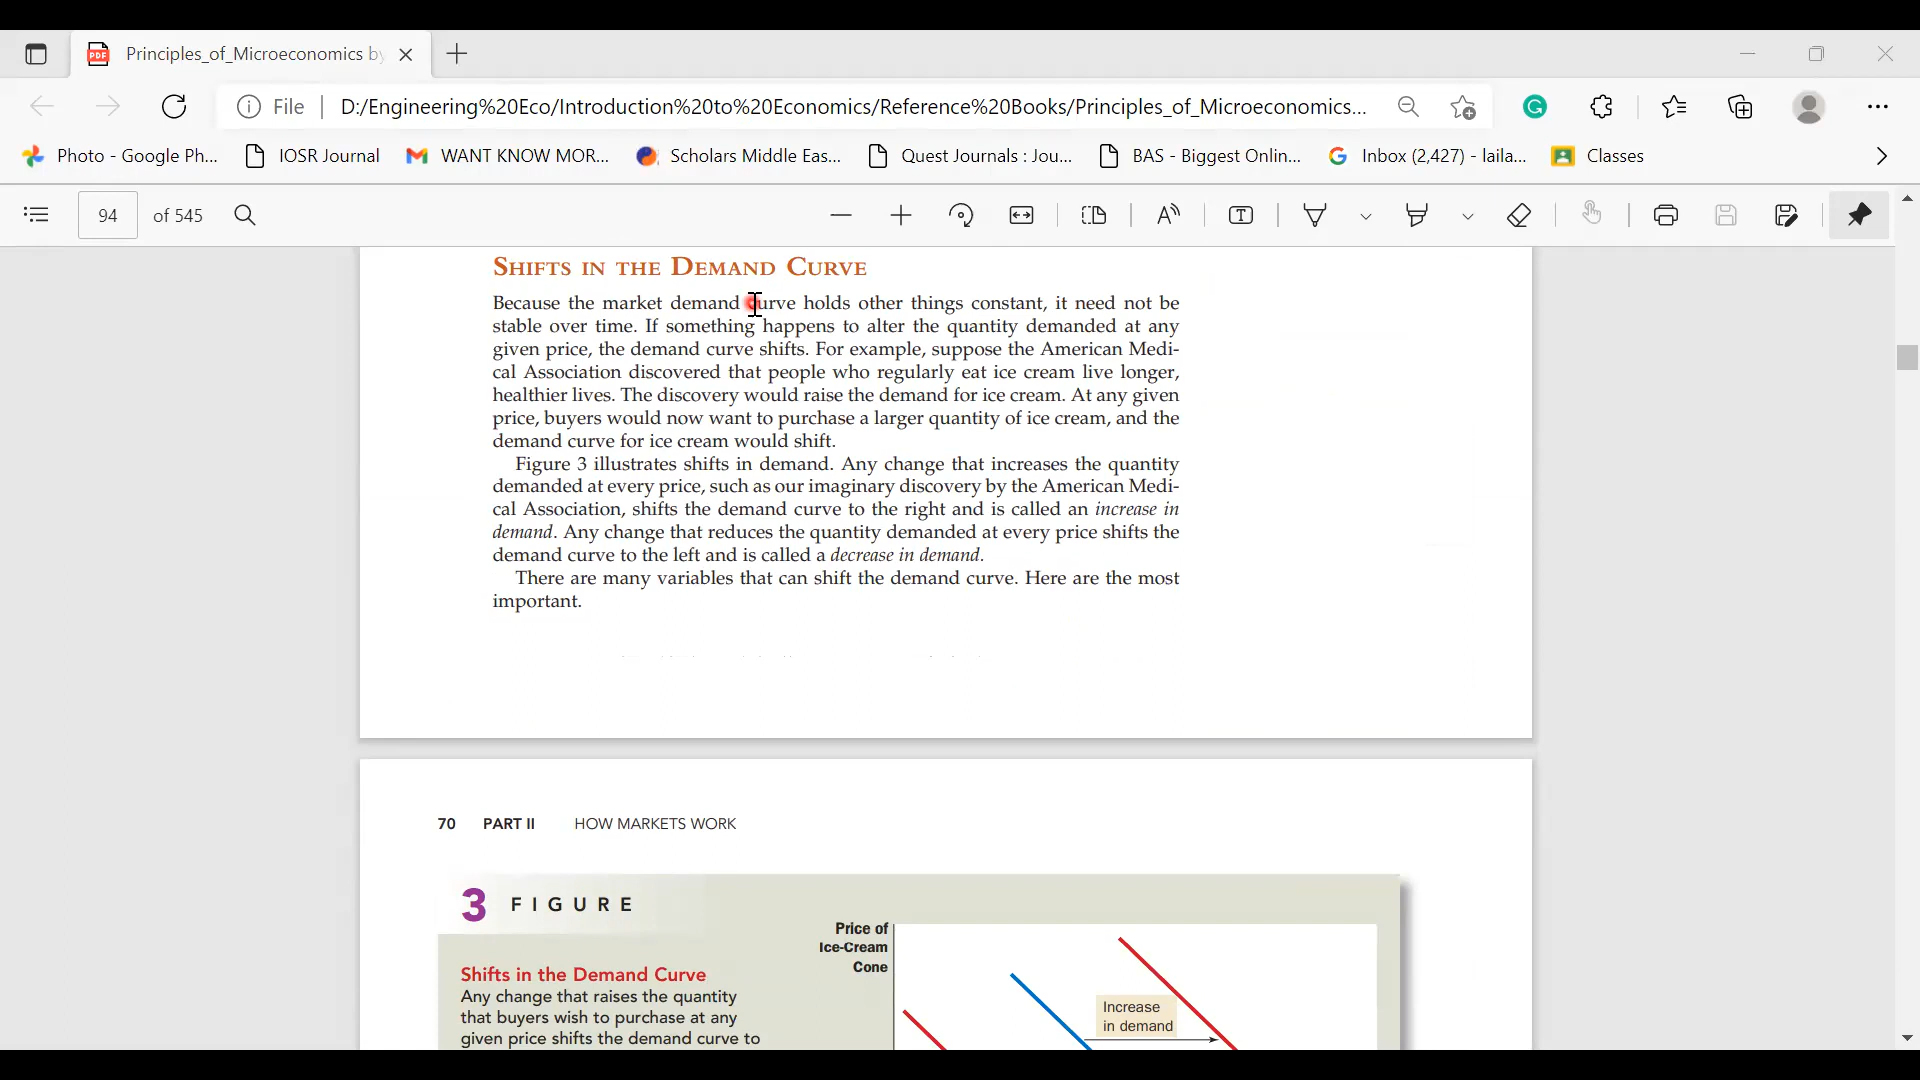 Principles_of_Microeconomics by
File
D:/Engineering%20Eco/Introduction%20to%20Economics/Reference%20Books/Principles_of_Microeconomics...
Photo - Google Ph...
IOSR Journal
WANT KNOW MOR...
Scholars Middle Eas...
Quest Journals : Jou...
BAS - Biggest Onlin...
Inbox (2,427) - laila...
Classes
94 of 545
SHIFTS IN THE DEMAND CURVE
Because the market demand curve holds other things constant, it need not be
stable over time. If something happens to alter the quantity demanded at any
given price, the demand curve shifts. For example, suppose the American Medi-
cal Association discovered that people who regularly eat ice cream live longer,
healthier lives. The discovery would raise the demand for ice cream. At any given
price, buyers would now want to purchase a larger quantity of ice cream, and the
demand curve for ice cream would shift.
Figure 3 illustrates shifts in demand. Any change that increases the quantity
demanded at every price, such as our imaginary discovery by the American Medi-
cal Association, shifts the demand curve to the right and is called an increase in
demand. Any change that reduces the quantity demanded at every price shifts the
demand curve to the left and is called a decrease in demand.
There are many variables that can shift the demand curve. Here are the most
important.
70 PART II HOW MARKETS WORK
3 FIGURE
Shifts in the Demand Curve
Any change that raises the quantity
that buyers wish to purchase at any
given price shifts the demand curve to
Price of
Ice-Cream
Cone
Increase
in demand